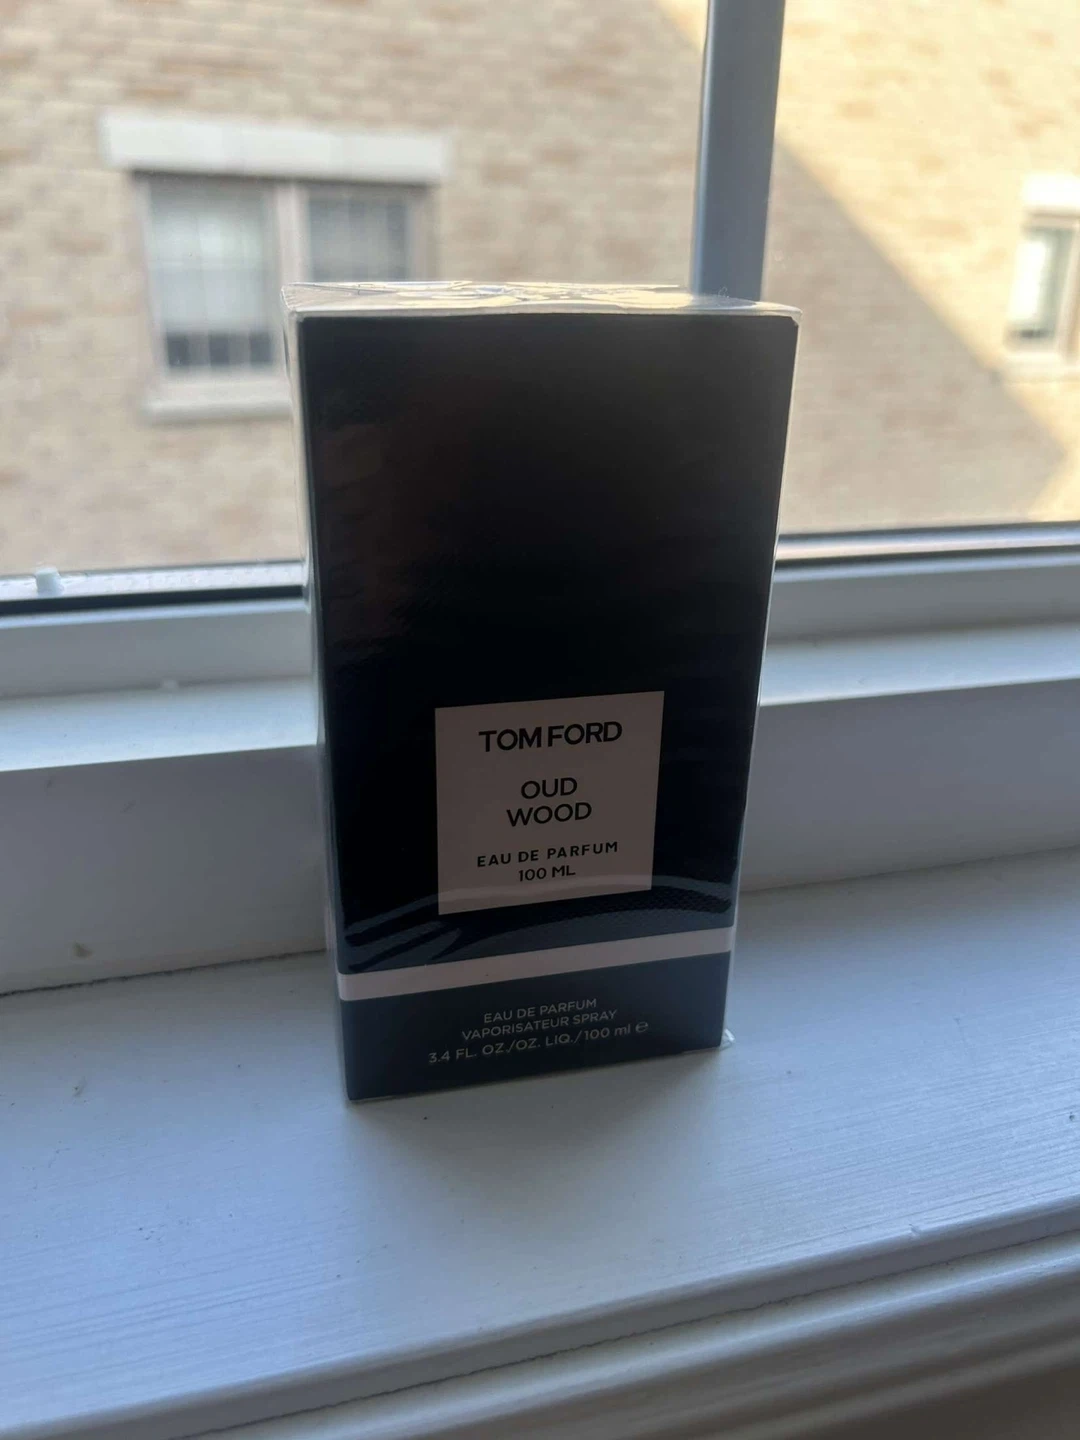 TOM FORD
OUD
WOOD
EAU DE PARFUM
100 ML
EAU DE PARFUM
VAPORISATEUR SPRAY
3.4 FL. OZ./OZ. LIQ./100 ml ℮